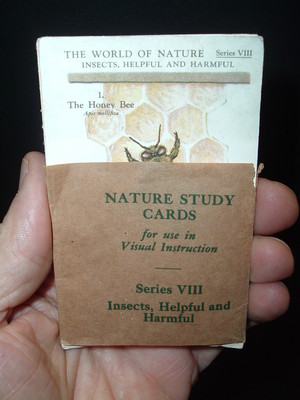 THE WORLD OF NATURE Series VIII
INSECTS, HELPFUL AND HARMFUL
1.
The Honey Bee
Apis mellifica
NATURE STUDY
CARDS
for use in
Visual Instruction
Series VIII
Insects, Helpful and
Harmful